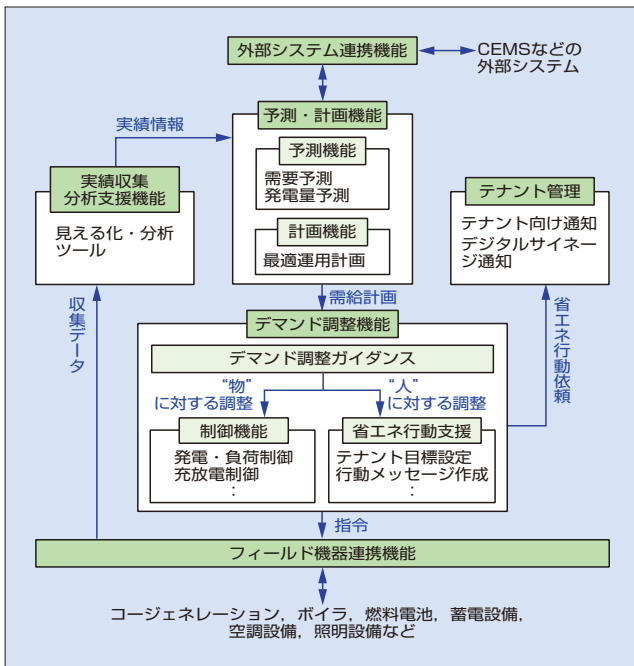 外部システム連携機能
CEMSなどの
外部システム
実績情報
予測・計画機能
予測機能
需要予測
発電量予測
計画機能
最適運用計画
実績収集
分析支援機能
見える化・分析
ツール
テナント管理
テナント向け通知
デジタルサイネー
ジ通知
需給計画
収集データ
省エネ行動依頼
デマンド調整機能
デマンド調整ガイダンス
“物”
に対する調整
“人”
に対する調整
制御機能
発電・負荷制御
充放電制御
：
省エネ行動支援
テナント目標設定
行動メッセージ作成
：
指令
フィールド機器連携機能
コージェネレーション，ボイラ，燃料電池，蓄電設備，
空調設備，照明設備など